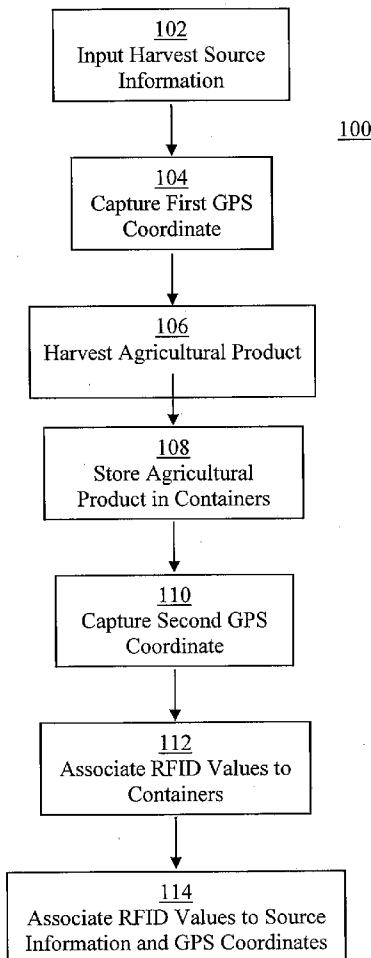 102
Input Harvest Source
Information
100
104
Capture First GPS
Coordinate
106
Harvest Agricultural Product
108
Store Agricultural
Product in Containers
110
Capture Second GPS
Coordinate
112
Associate RFID Values to
Containers
114
Associate RFID Values to Source
Information and GPS Coordinates